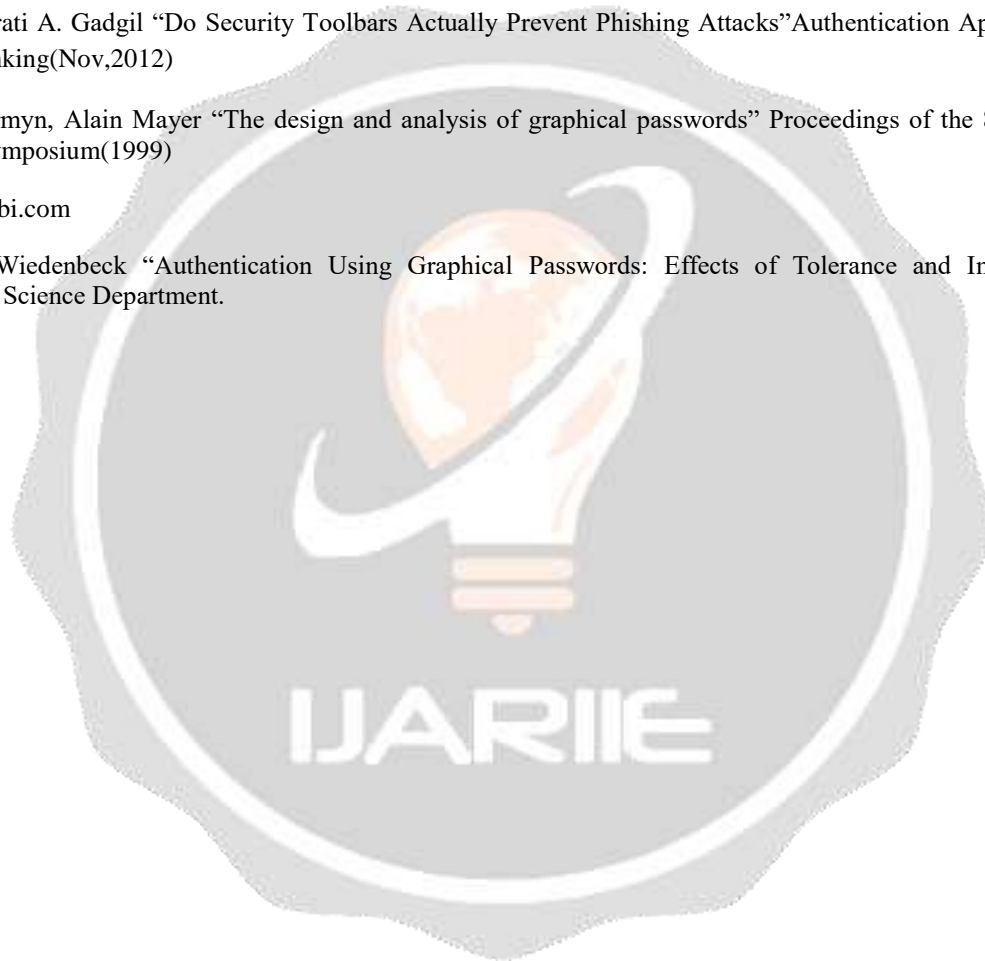 rati A. Gadgil “Do Security Toolbars Actually Prevent Phishing Attacks”Authentication Ap
king(Nov,2012)
myn, Alain Mayer “The design and analysis of graphical passwords” Proceedings of the
ymposium(1999)
bi.com
Wiedenbeck “Authentication Using Graphical Passwords: Effects of Tolerance and In
Science Department.
IJARIIE